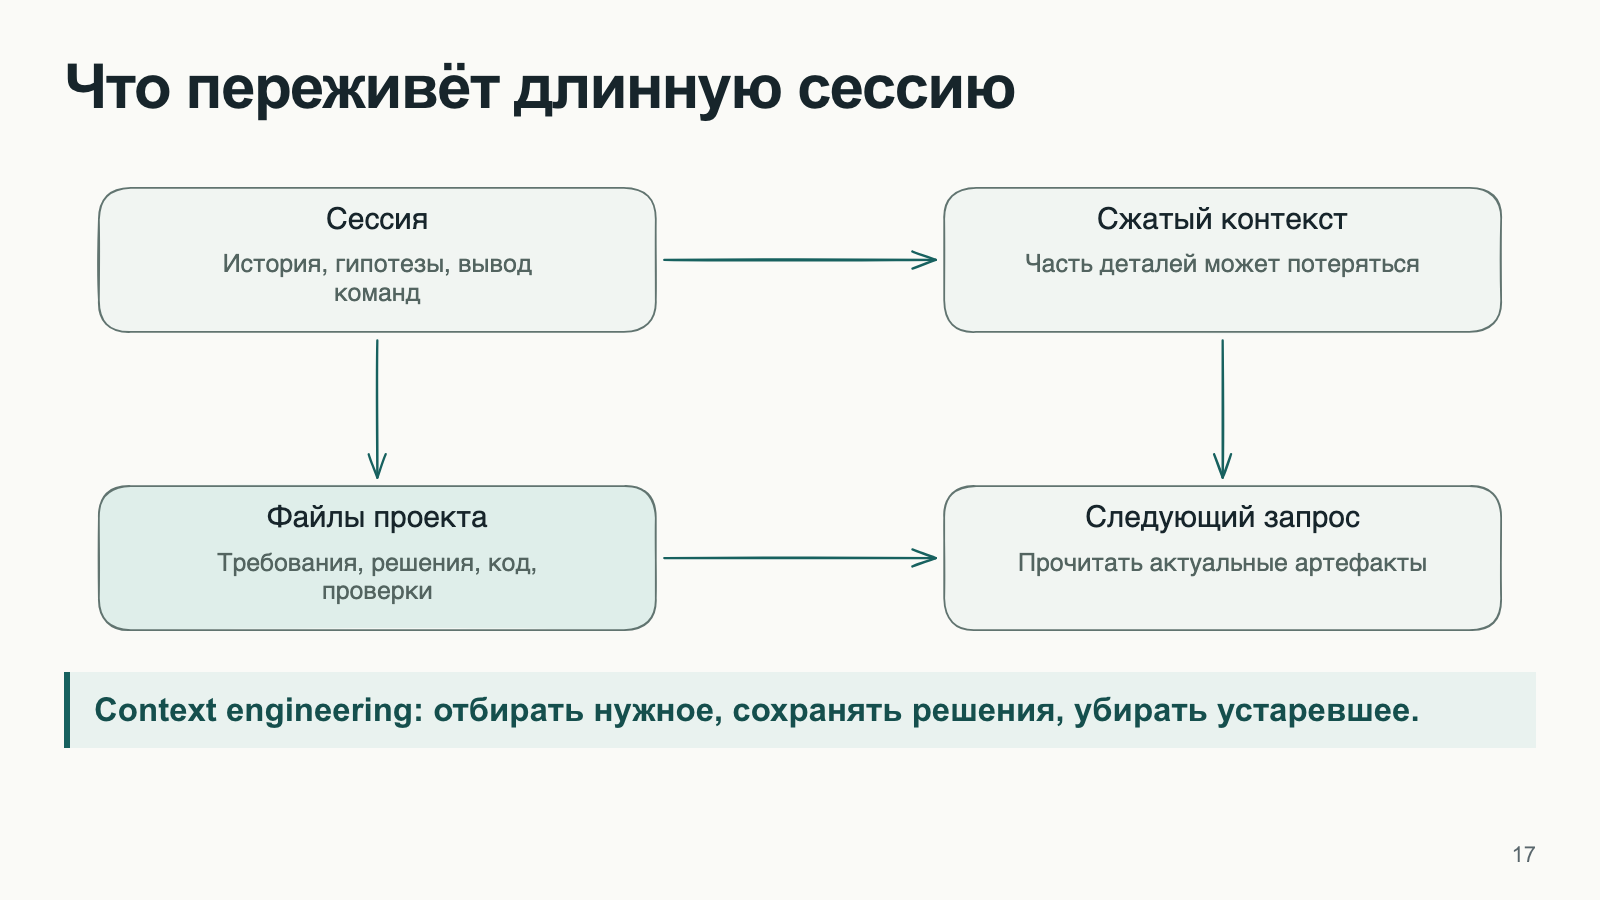 Что переживёт длинную сессию
Сессия
История, гипотезы, вывод
команд
Сжатый контекст
Часть деталей может потеряться
Файлы проекта
Требования, решения, код,
проверки
Следующий запрос
Прочитать актуальные артефакты
Context engineering: отбирать нужное, сохранять решения, убирать устаревшее.
17